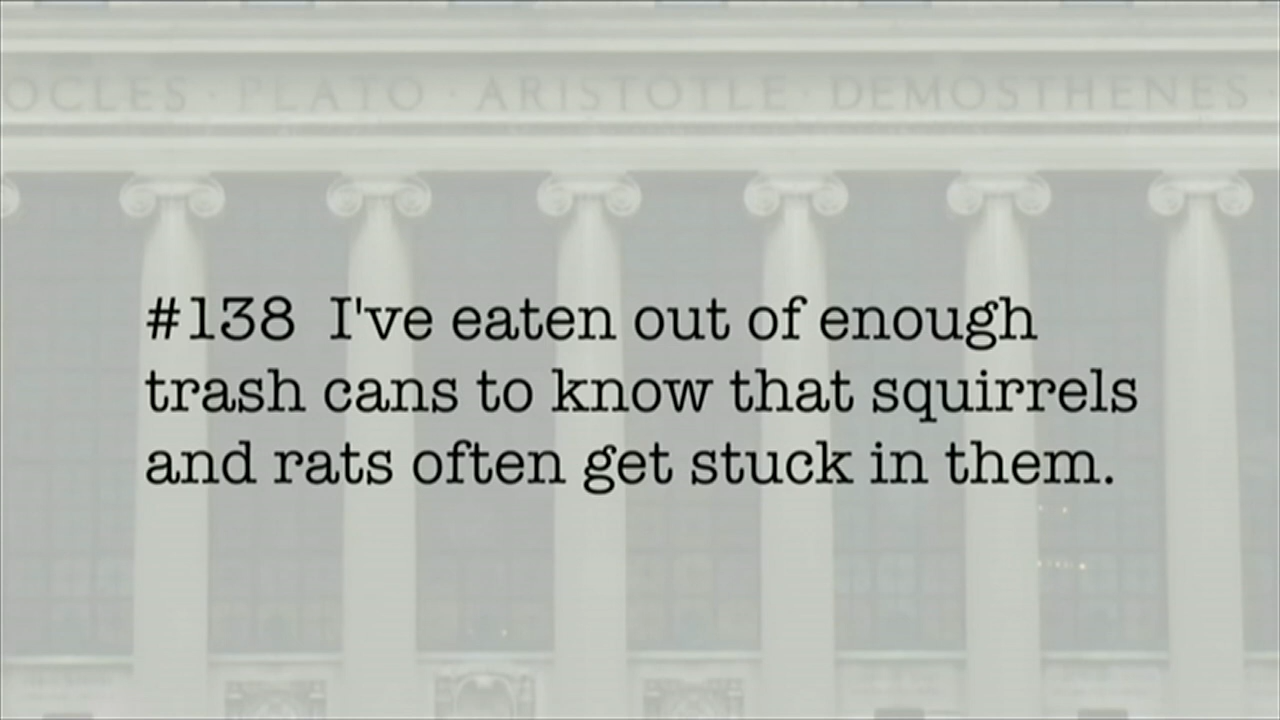 OCLES · PLATO · ARISTOTLE · DEMOSTHENES ·
#138 I've eaten out of enough
trash cans to know that squirrels
and rats often get stuck in them.